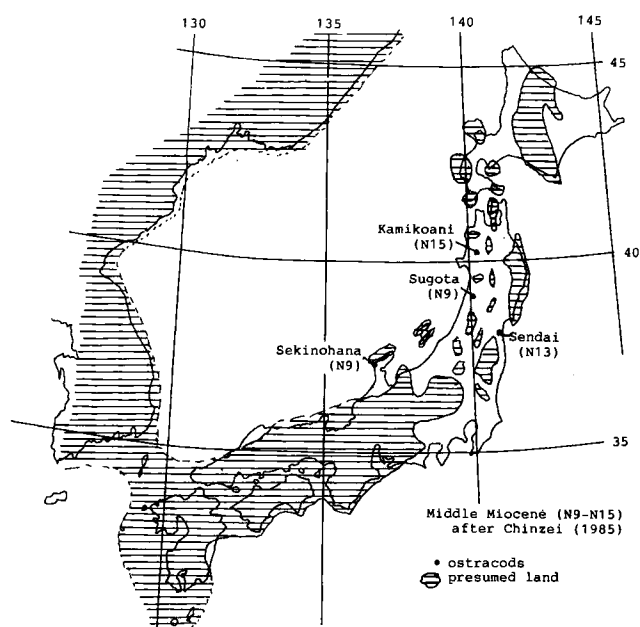 130
135
140
145
45
Kamikoani
(N15)
40
Sugota
(N9)
Sendai
(N13)
Sekinohana
(N9)
35
Middle Miocene (N9-N15)
after Chinzei (1985)
ostracods
presumed land